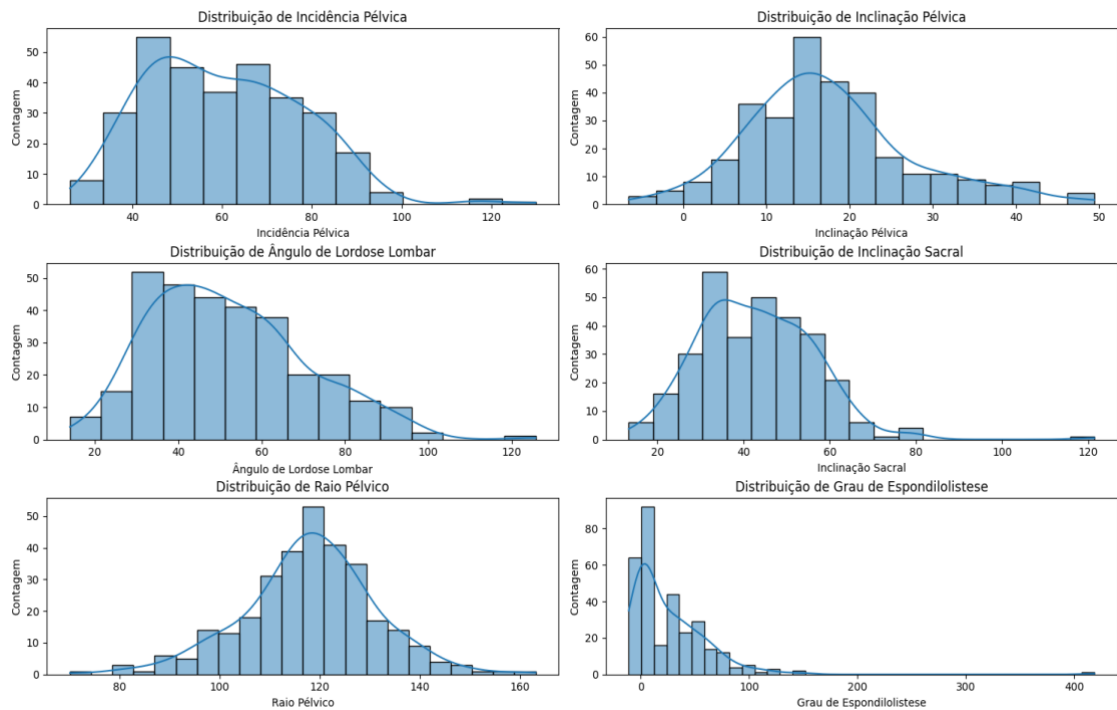 Distribuição de Incidência Pélvica
Contagem
50
40
30
20
10
0
40 60 80 100 120
Incidência Pélvica
Distribuição de Inclinação Pélvica
Contagem
60
50
40
30
20
10
0
0 10 20 30 40 50
Inclinação Pélvica
Distribuição de Ângulo de Lordose Lombar
Contagem
50
40
30
20
10
0
20 40 60 80 100 120
Ângulo de Lordose Lombar
Distribuição de Inclinação Sacral
Contagem
60
50
40
30
20
10
0
20 40 60 80 100 120
Inclinação Sacral
Distribuição de Raio Pélvico
Contagem
50
40
30
20
10
0
80 100 120 140 160
Raio Pélvico
Distribuição de Grau de Espondilolistese
Contagem
80
60
40
20
0
0 100 200 300 400
Grau de Espondilolistese